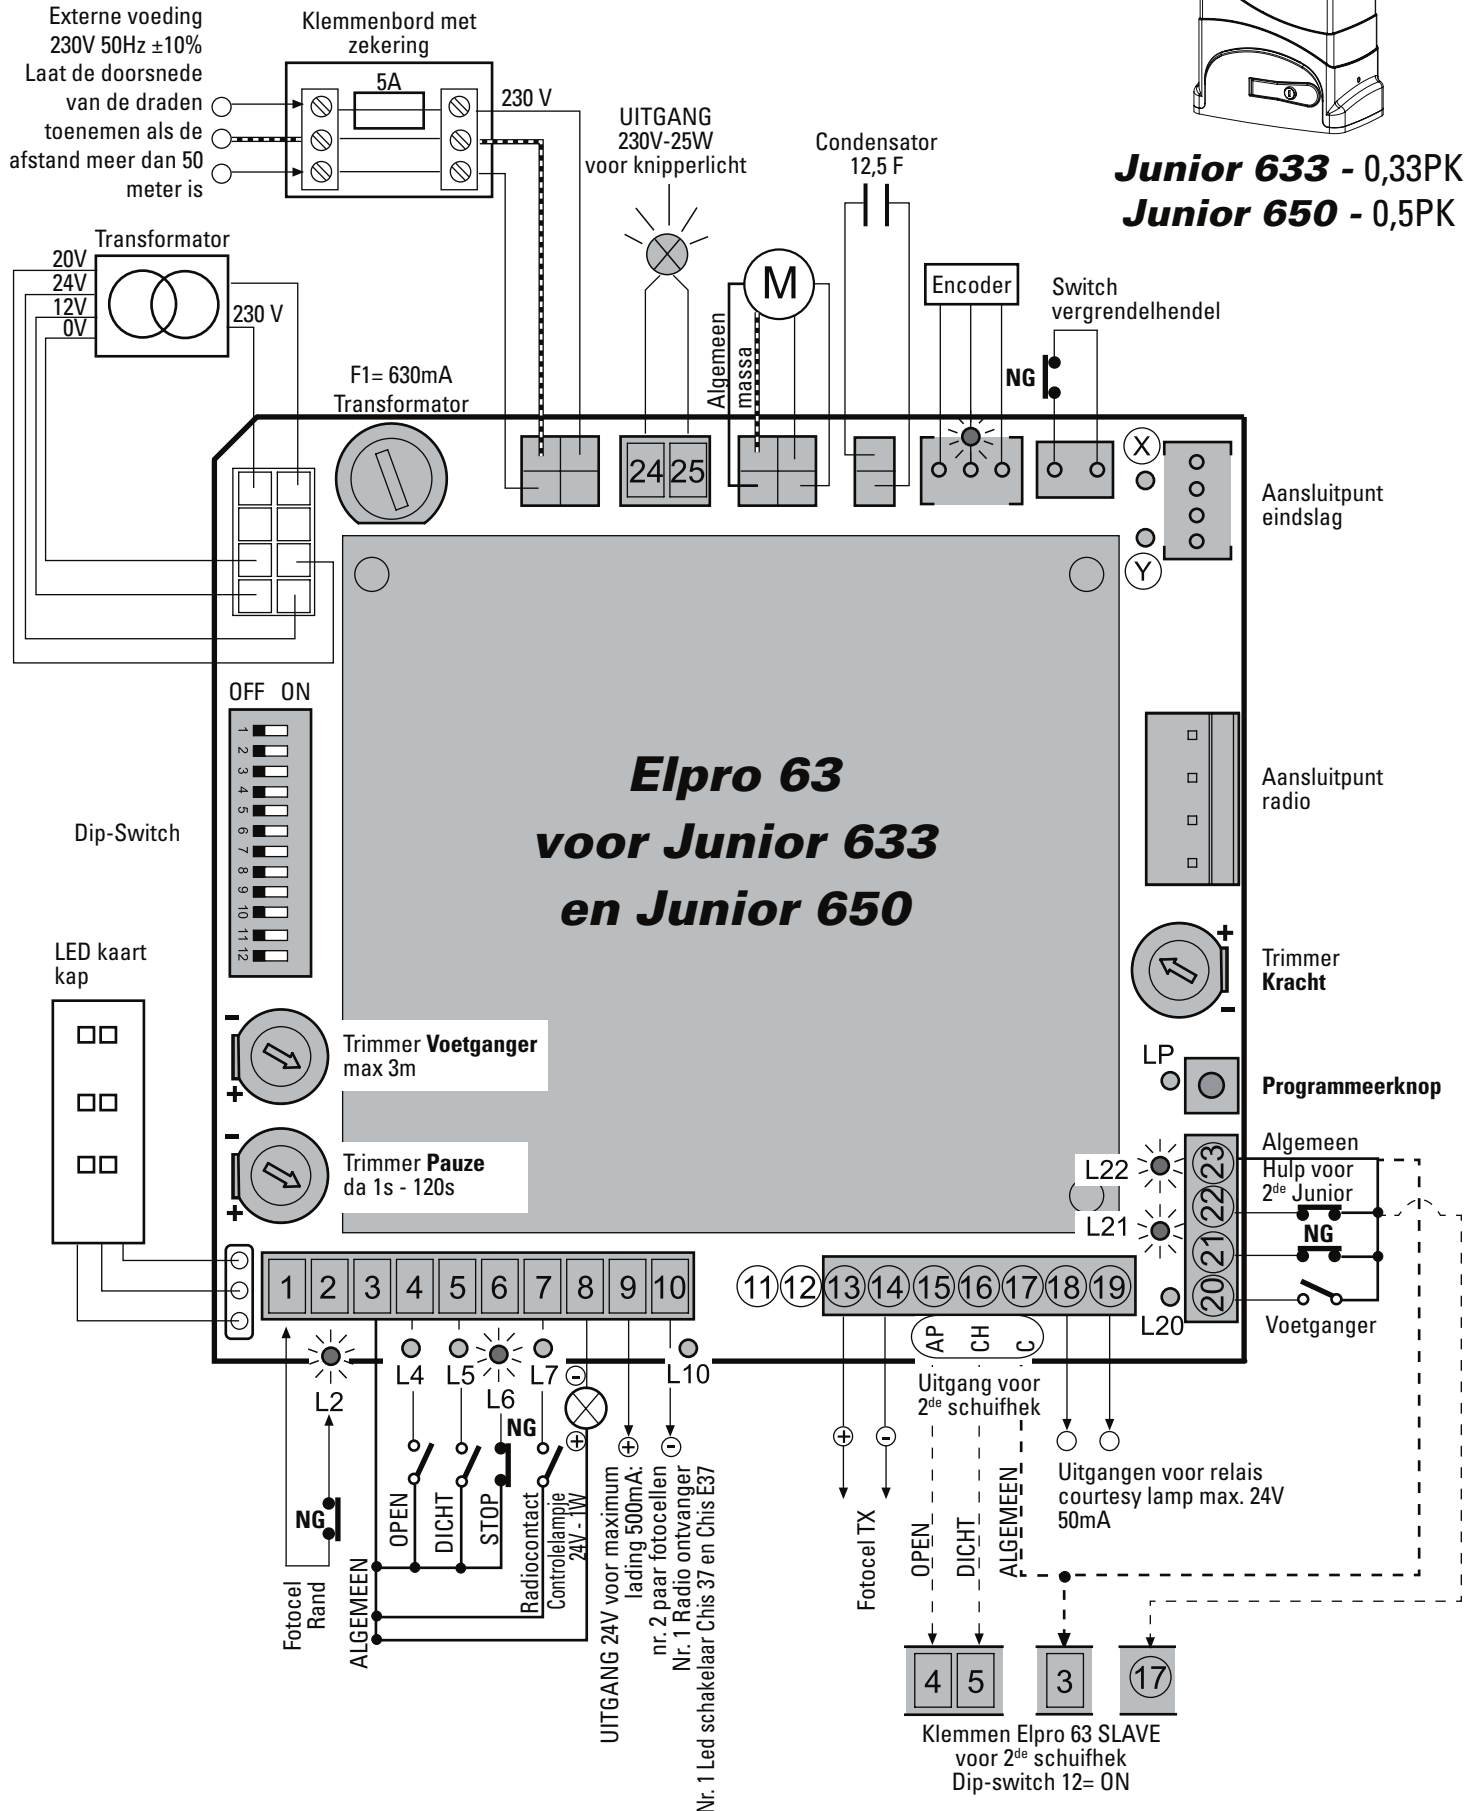 Externe voeding
230V 50Hz ±10%
Laat de doorsnede
van de draden
toenemen als de
afstand meer dan 50
meter is
Klemmenbord met
zekering
5A
230 V
UITGANG
230V-25W
voor knipperlicht
Condensator
12,5 F
Junior 633 - 0,33PK
Junior 650 - 0,5PK
Transformator
20V
24V
12V
0V
230 V
F1= 630mA
Transformator
Algemeen
massa
M
Encoder
Switch
vergrendelhendel
NG
24 25
X
Y
Aansluitpunt
eindslag
OFF ON
1
2
3
4
5
6
7
8
9
10
11
12
Dip-Switch
Elpro 63
voor Junior 633
en Junior 650
Aansluitpunt
radio
LED kaart
kap
+
-
Trimmer
Kracht
-
+
Trimmer Voetganger
max 3m
-
+
Trimmer Pauze
da 1s - 120s
LP
Programmeerknop
Algemeen
Hulp voor
2de Junior
NG
Voetganger
L22
L21
L20
23
22
21
20
1 2 3 4 5 6 7 8 9 10
11 12 13 14 15 16 17 18 19
L2
L4
L5
L6
L7
L10
NG
NG
Fotocel
Rand
ALGEMEEN
OPEN
DICHT
STOP
Radiocontact
Controlelampje
24V - 1W
-
+
+
-
UITGANG 24V voor maximum
lading 500mA:
nr. 2 paar fotocellen
Nr. 1 Radio ontvanger
Nr. 1 Led schakelaar Chis 37 en Chis E37
AP
CH
C
Uitgang voor
2de schuifhek
+
-
Fotocel TX
OPEN
DICHT
ALGEMEEN
Uitgangen voor relais
courtesy lamp max. 24V
50mA
4 5 3 17
Klemmen Elpro 63 SLAVE
voor 2de schuifhek
Dip-switch 12= ON